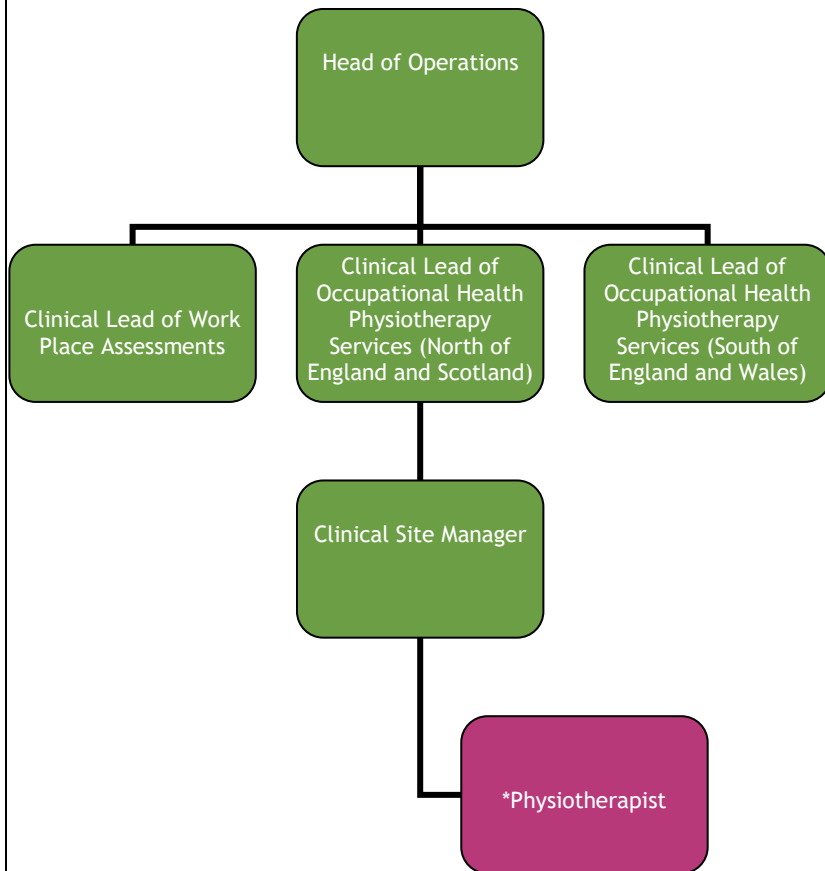 Head of Operations
Clinical Lead of Work
Place Assessments
Clinical Lead of
Occupational Health
Physiotherapy
Services (North of
England and Scotland)
Clinical Lead of
Occupational Health
Physiotherapy
Services (South of
England and Wales)
Clinical Site Manager
*Physiotherapist